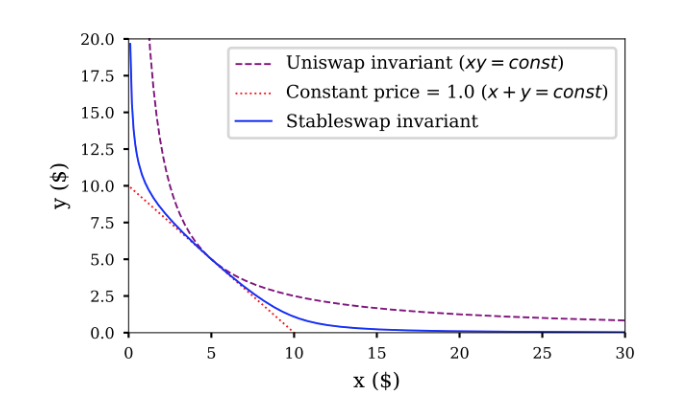 20.0
17.5
15.0
12.5
10.0
7.5
5.0
2.5
0.0
y ($)
Uniswap invariant (xy = const)
Constant price = 1.0 (x + y = const)
Stableswap invariant
0 5 10 15 20 25 30
x ($)